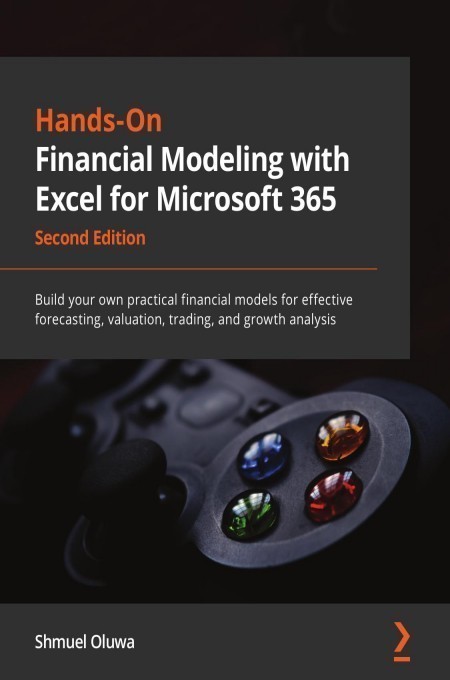 Hands-On
Financial Modeling with
Excel for Microsoft 365
Second Edition
Build your own practical financial models for effective
forecasting, valuation, trading, and growth analysis
Shmuel Oluwa